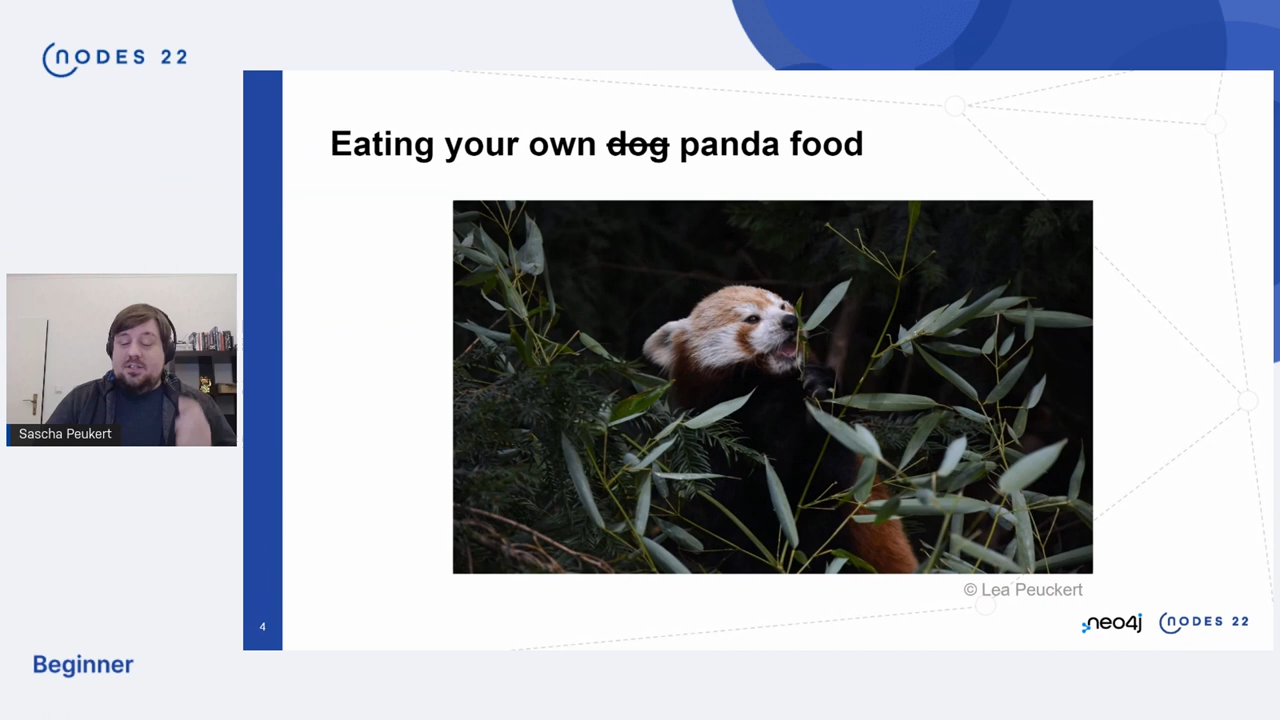 NODES 22
Eating your own dog panda food
Sascha Peukert
© Lea Peuckert
4
neo4j NODES 22
Beginner